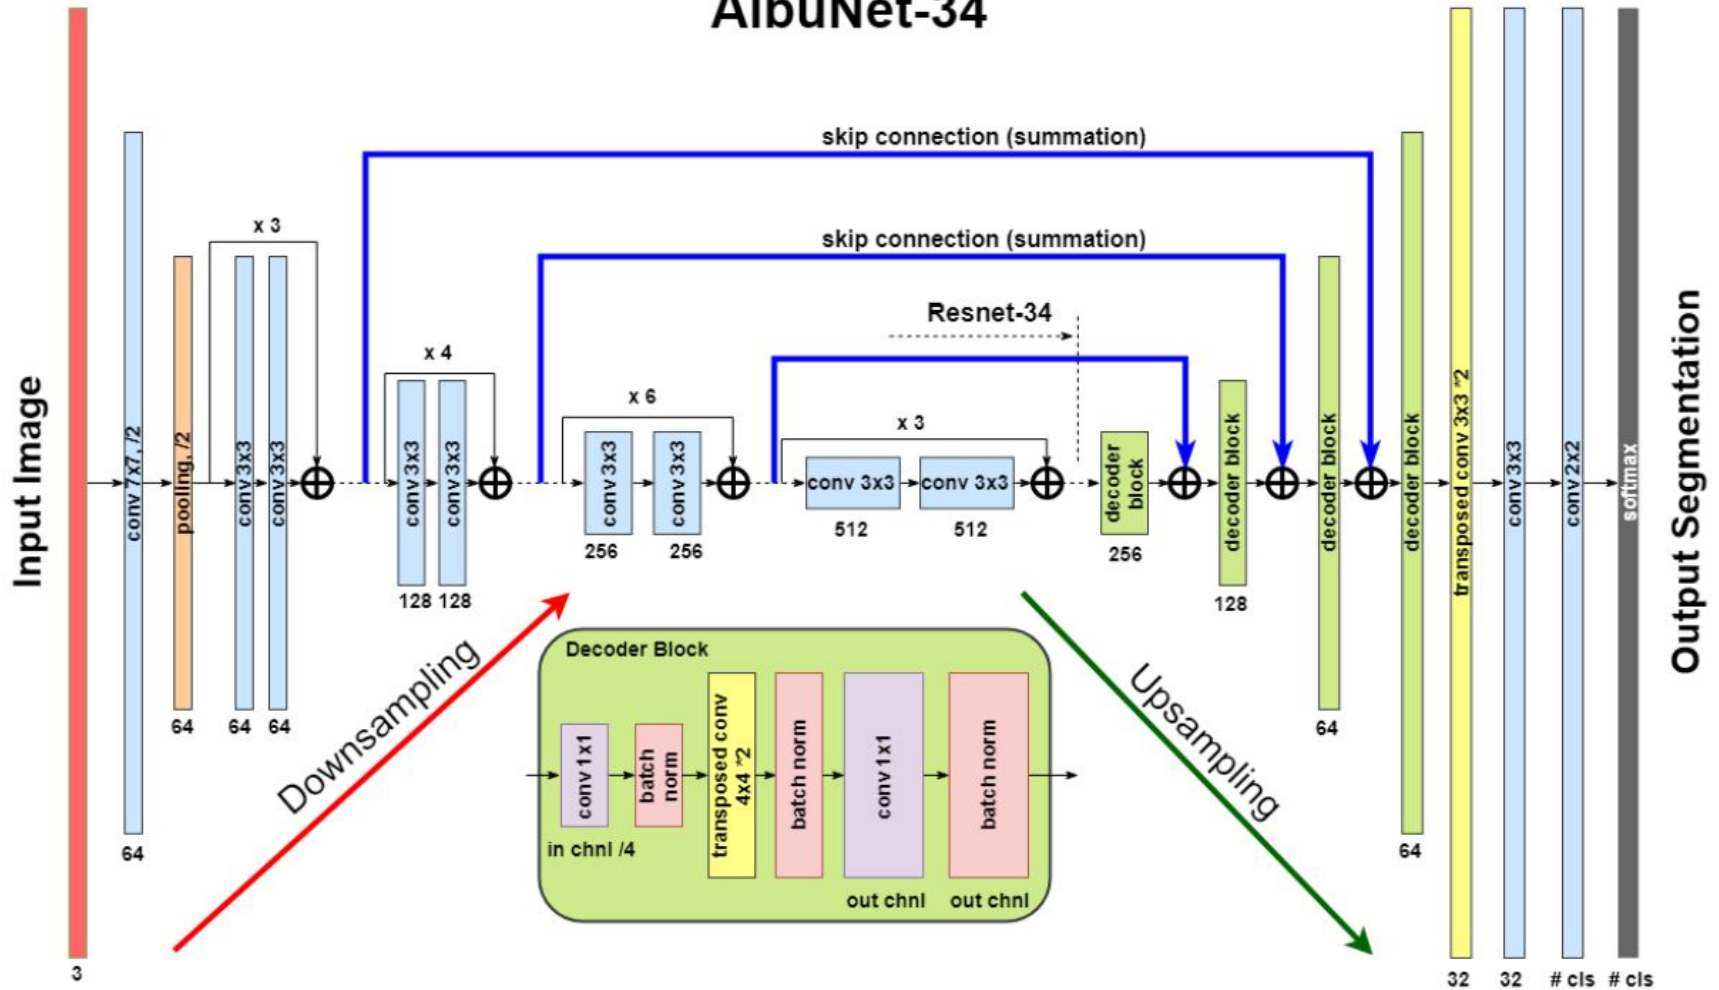 AlbuNet-34
Input Image
3
conv 7x7, /2
64
pooling, /2
64
x 3
conv 3x3
64
conv 3x3
64
x 4
conv 3x3
128
conv 3x3
128
x 6
conv 3x3
256
conv 3x3
256
x 3
conv 3x3
512
conv 3x3
512
skip connection (summation)
skip connection (summation)
Resnet-34
decoder
block
256
decoder block
128
decoder block
64
decoder block
64
transposed conv 3x3 *2
32
conv 3x3
32
conv 2x2
# cls
softmax
# cls
Output Segmentation
Downsampling
Upsampling
Decoder Block
conv 1x1
in chnl /4
batch
norm
transposed conv
4x4 *2
batch norm
conv 1x1
out chnl
batch norm
out chnl